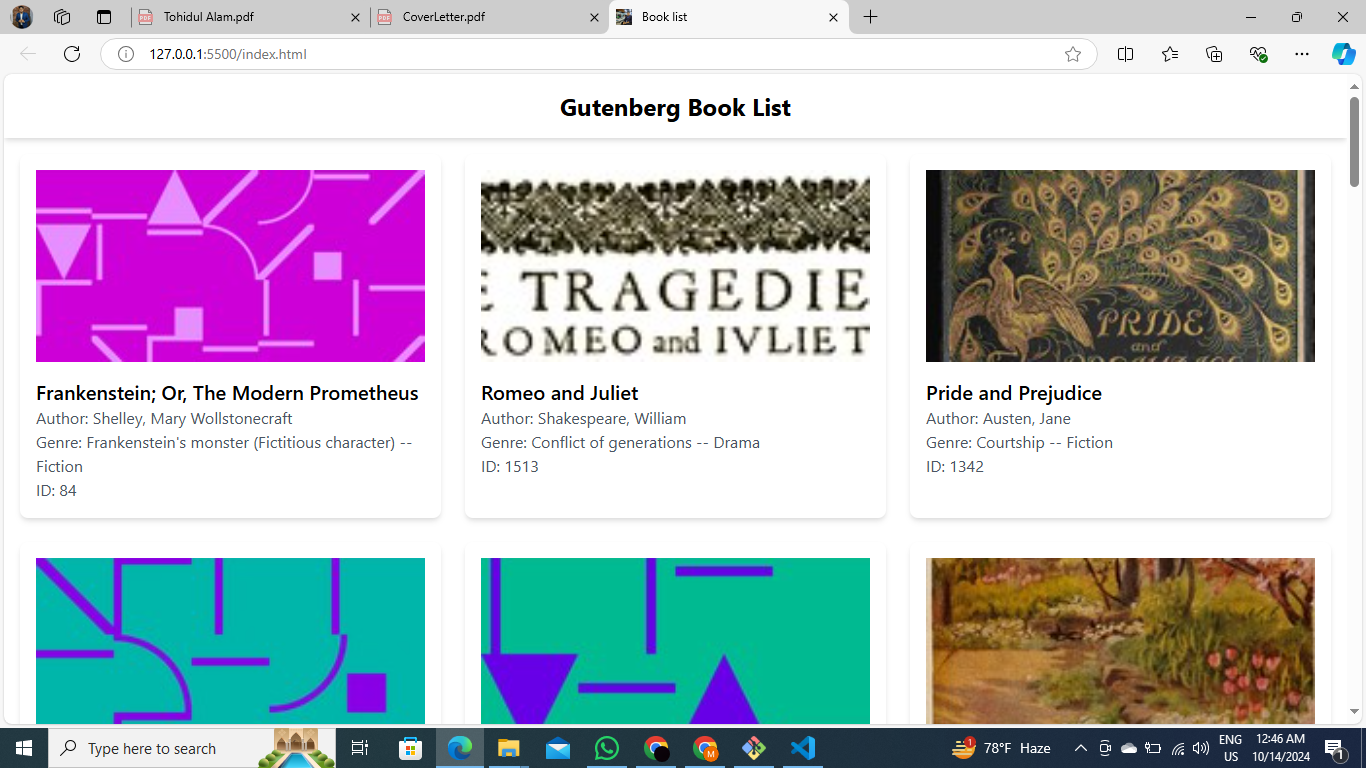 Tohidul Alam.pdf
CoverLetter.pdf
Book list
127.0.0.1:5500/index.html
Gutenberg Book List
E TRAGEDIE
ROMEO and IVLIET
PRIDE
and
Frankenstein; Or, The Modern Prometheus
Author: Shelley, Mary Wollstonecraft
Genre: Frankenstein's monster (Fictitious character) --
Fiction
ID: 84
Romeo and Juliet
Author: Shakespeare, William
Genre: Conflict of generations -- Drama
ID: 1513
Pride and Prejudice
Author: Austen, Jane
Genre: Courtship -- Fiction
ID: 1342
Type here to search
1
78°F Haze
ENG
US
12:46 AM
10/14/2024
1